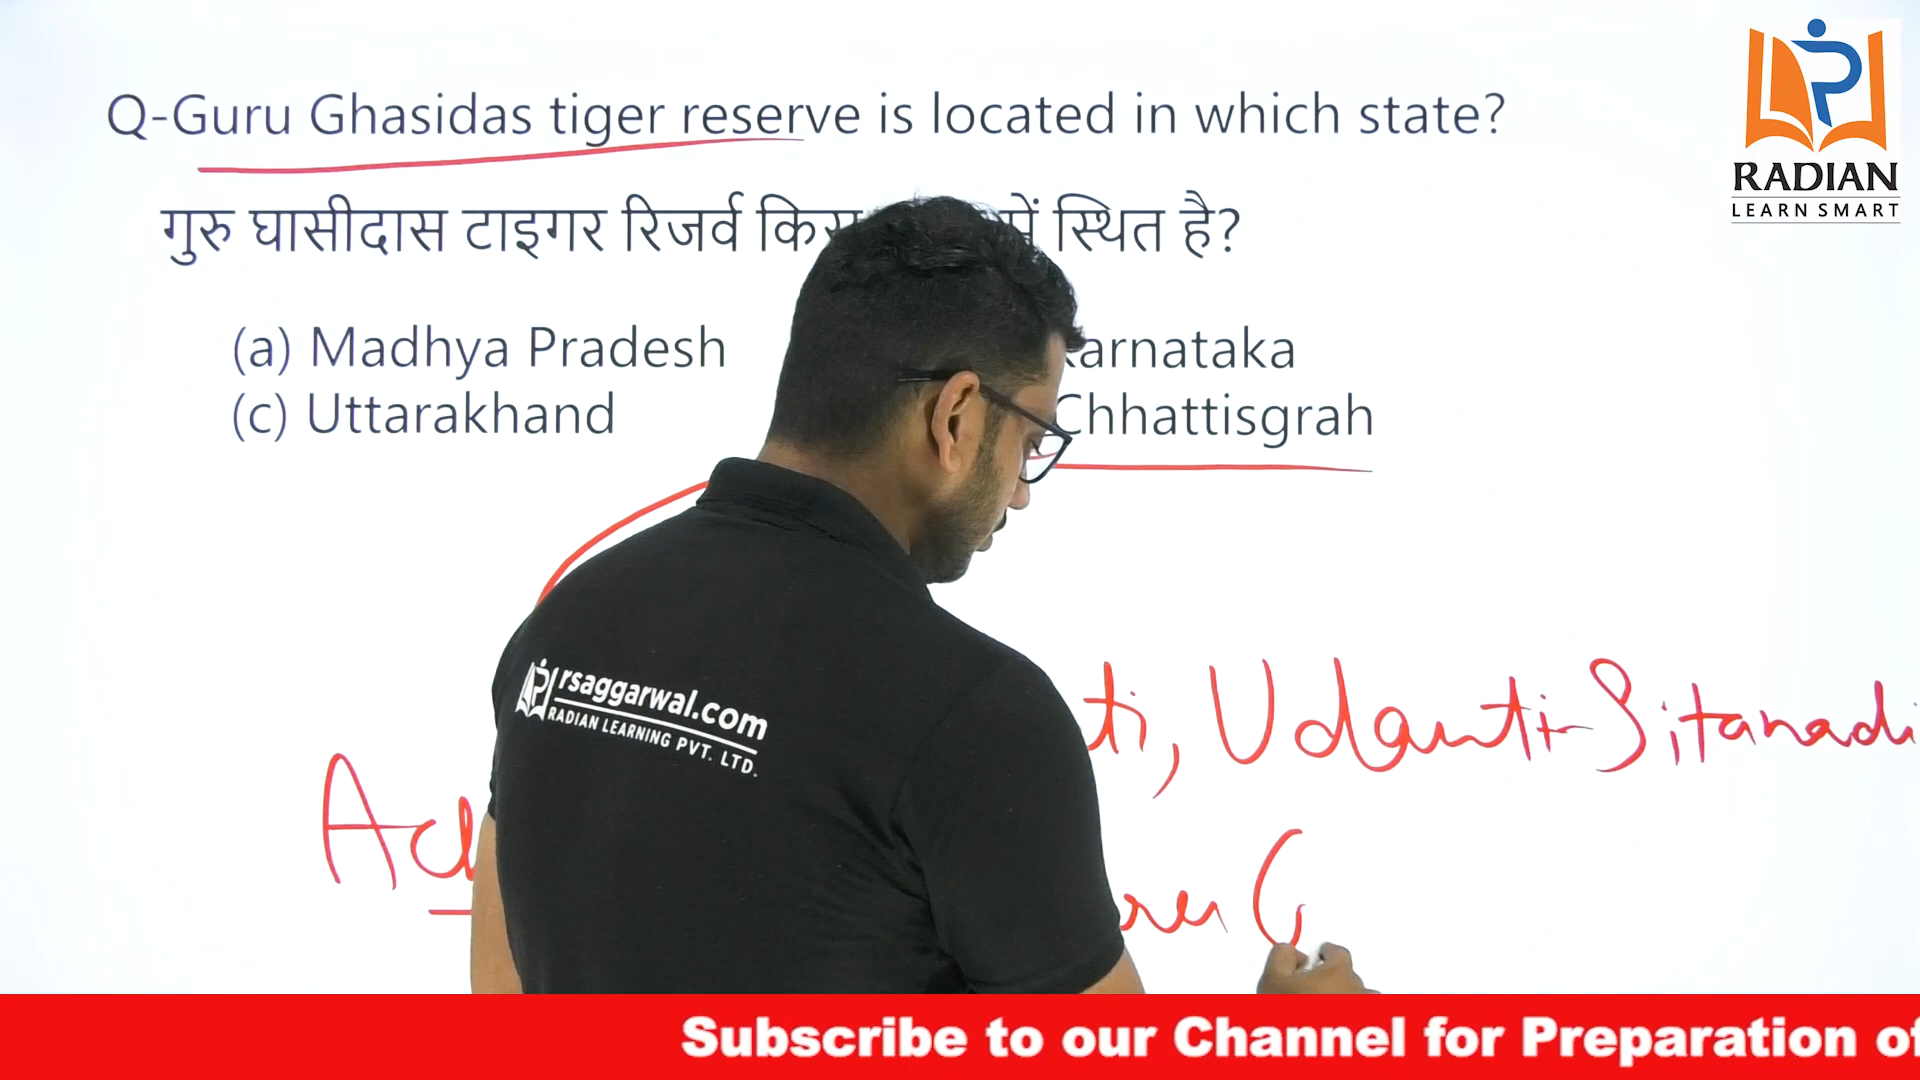 Q-Guru Ghasidas tiger reserve is located in which state?
गुरु घासीदास टाइगर रिजर्व में स्थित है?
(a) Madhya Pradesh
(c) Uttarakhand
Chhattisgrah
RADIAN
LEARN SMART
rsaggarwal.com
RADIAN LEARNING PVT. LTD.
Udanti-Sitanadi
Subscribe to our Channel for Preparation of